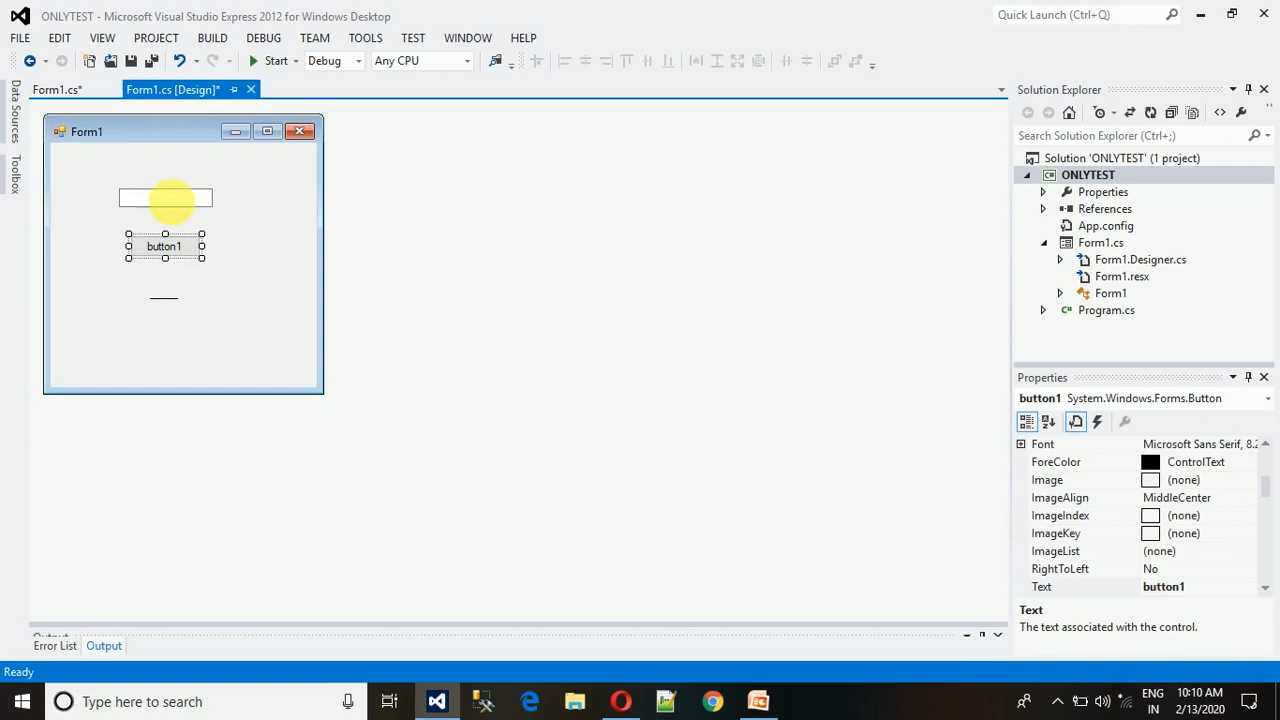 ONLYTEST - Microsoft Visual Studio Express 2012 for Windows Desktop
Quick Launch (Ctrl+Q)
FILE EDIT VIEW PROJECT BUILD DEBUG TEAM TOOLS TEST WINDOW HELP
Start Debug Any CPU
Data Sources
Toolbox
Form1.cs* Form1.cs [Design]*
Form1
button1
Solution Explorer
Search Solution Explorer (Ctrl+;)
Solution 'ONLYTEST' (1 project)
ONLYTEST
Properties
References
App.config
Form1.cs
Form1.Designer.cs
Form1.resx
Form1
Program.cs
Properties
button1 System.Windows.Forms.Button
Font Microsoft Sans Serif, 8.2
ForeColor ControlText
Image (none)
ImageAlign MiddleCenter
ImageIndex (none)
ImageKey (none)
ImageList (none)
RightToLeft No
Text button1
Text
The text associated with the control.
Output
Error List Output
Ready
Type here to search
ENG
IN
10:10 AM
2/13/2020